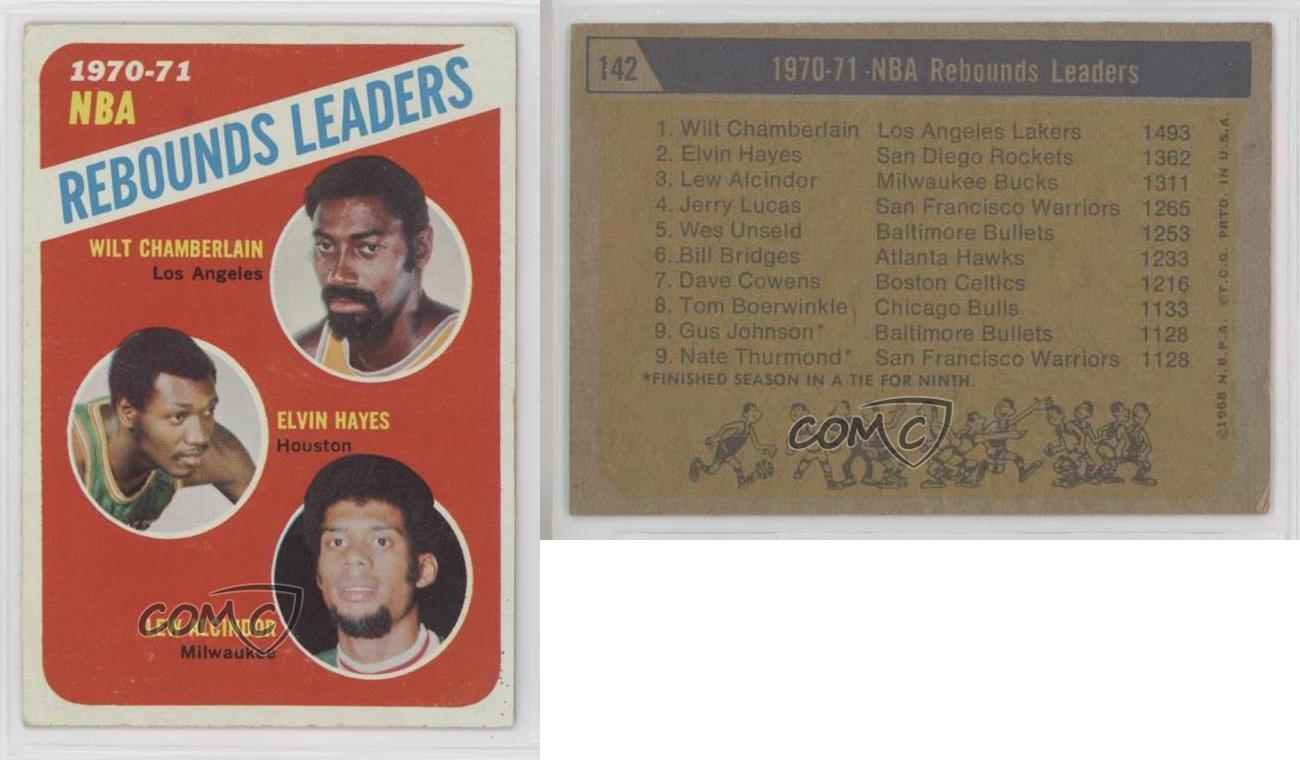 1970-71
NBA
REBOUNDS LEADERS
WILT CHAMBERLAIN
Los Angeles
ELVIN HAYES
Houston
LEW ALCINDOR
Milwaukee
COMC
142
1970-71 NBA Rebounds Leaders
1. Wilt Chamberlain Los Angeles Lakers 1493
2. Elvin Hayes San Diego Rockets 1362
3. Lew Alcindor Milwaukee Bucks 1311
4. Jerry Lucas San Francisco Warriors 1265
5. Wes Unseld Baltimore Bullets 1253
6. Bill Bridges Atlanta Hawks 1233
7. Dave Cowens Boston Celtics 1216
8. Tom Boerwinkle Chicago Bulls 1133
9. Gus Johnson* Baltimore Bullets 1128
9. Nate Thurmond* San Francisco Warriors 1128
*FINISHED SEASON IN A TIE FOR NINTH.
©1968 N.B.P.A. ©T.C.G. PRTD. IN U.S.A.
COMC